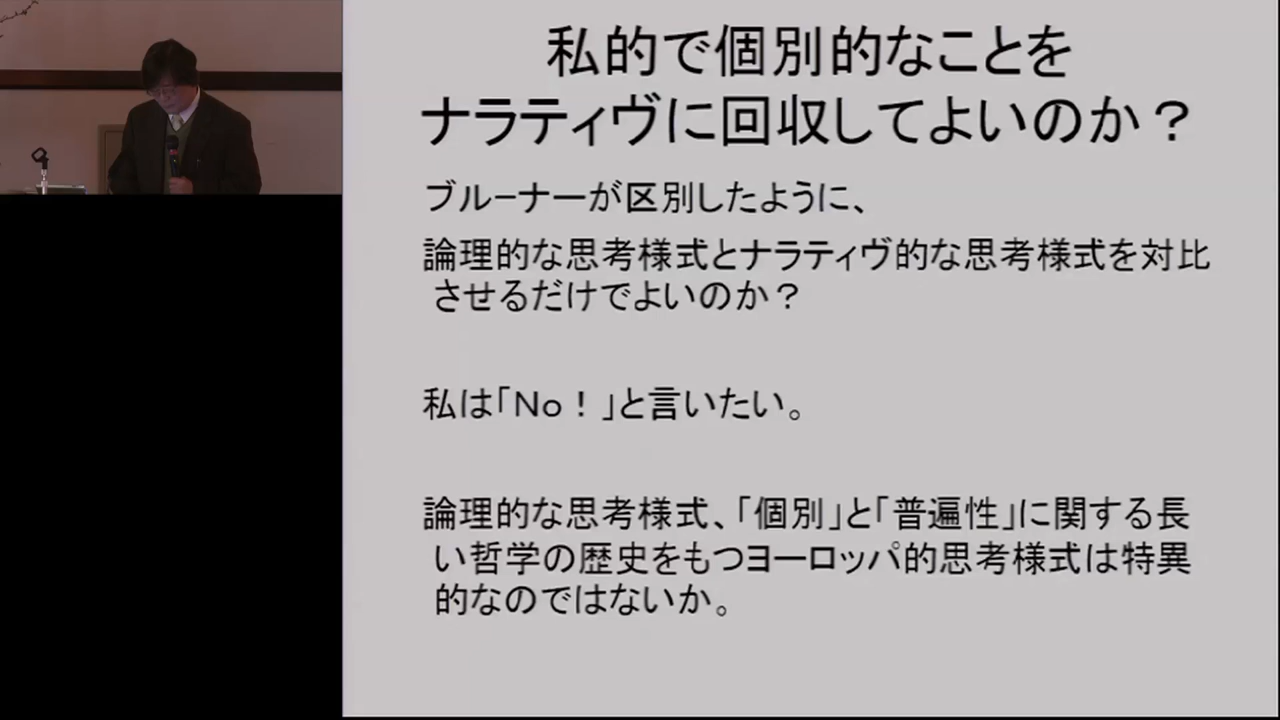 私的で個別的なことを
ナラティヴに回収してよいのか？
ブルーナーが区別したように、
論理的な思考様式とナラティヴ的な思考様式を対比
させるだけでよいのか？
私は「No！」と言いたい。
論理的な思考様式、「個別」と「普遍性」に関する長
い哲学の歴史をもつヨーロッパ的思考様式は特異
的なのではないか。